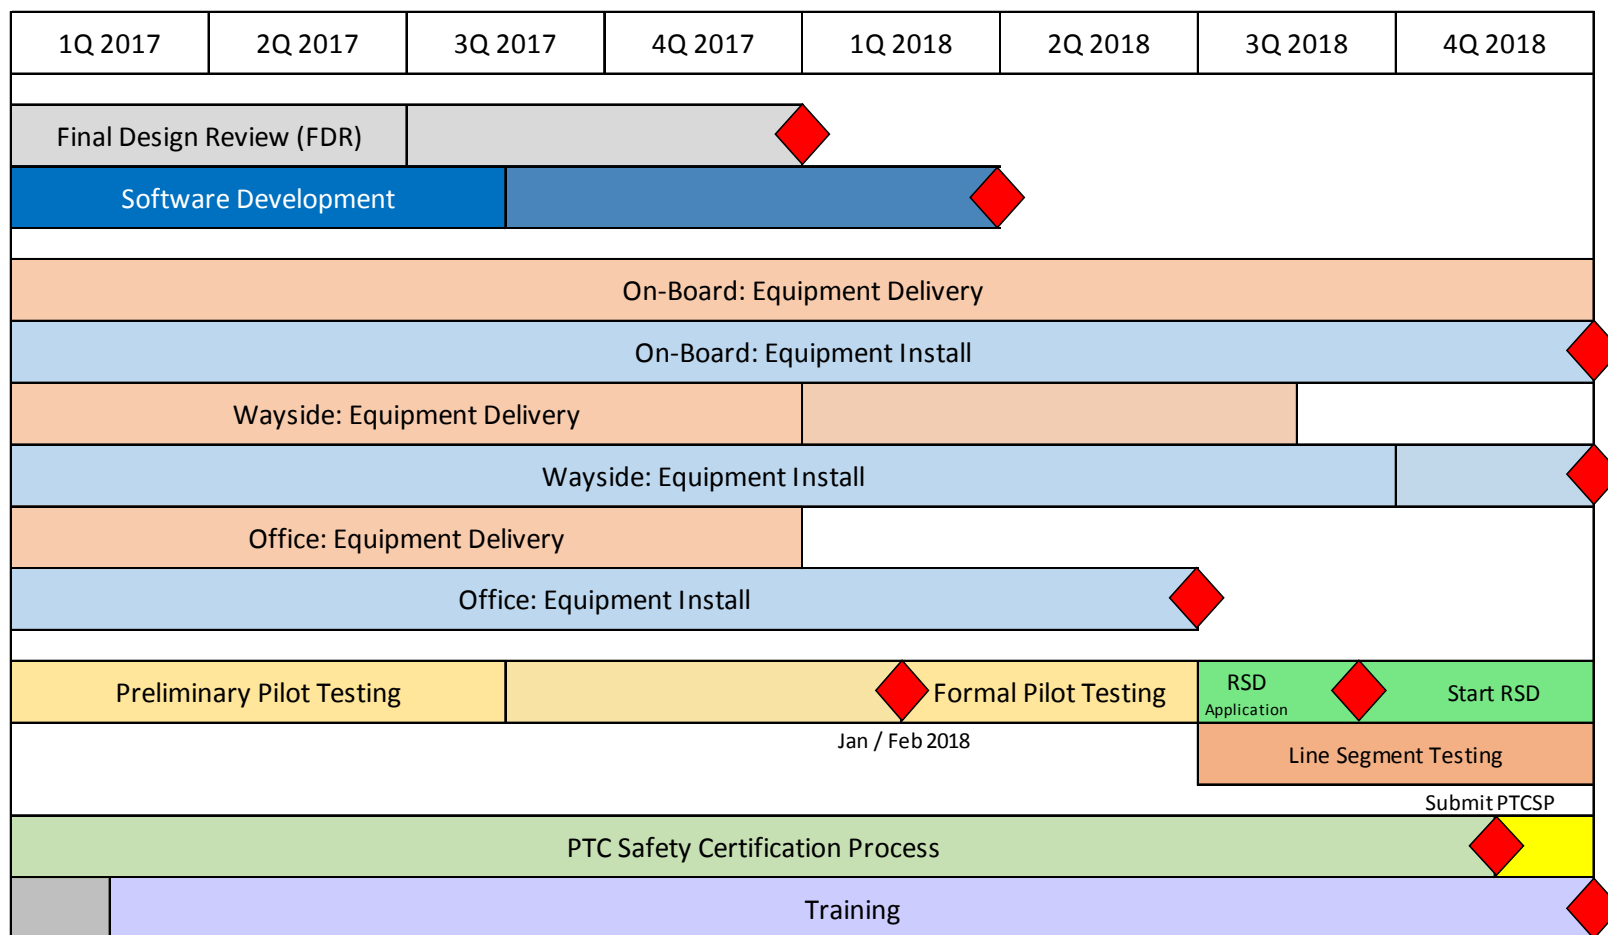 1Q 2017 2Q 2017 3Q 2017 4Q 2017 1Q 2018 2Q 2018 3Q 2018 4Q 2018
Final Design Review (FDR)
Software Development
On-Board: Equipment Delivery
On-Board: Equipment Install
Wayside: Equipment Delivery
Wayside: Equipment Install
Office: Equipment Delivery
Office: Equipment Install
Preliminary Pilot Testing
Formal Pilot Testing
RSD
Application
Start RSD
Jan / Feb 2018
Line Segment Testing
Submit PTCSP
PTC Safety Certification Process
Training